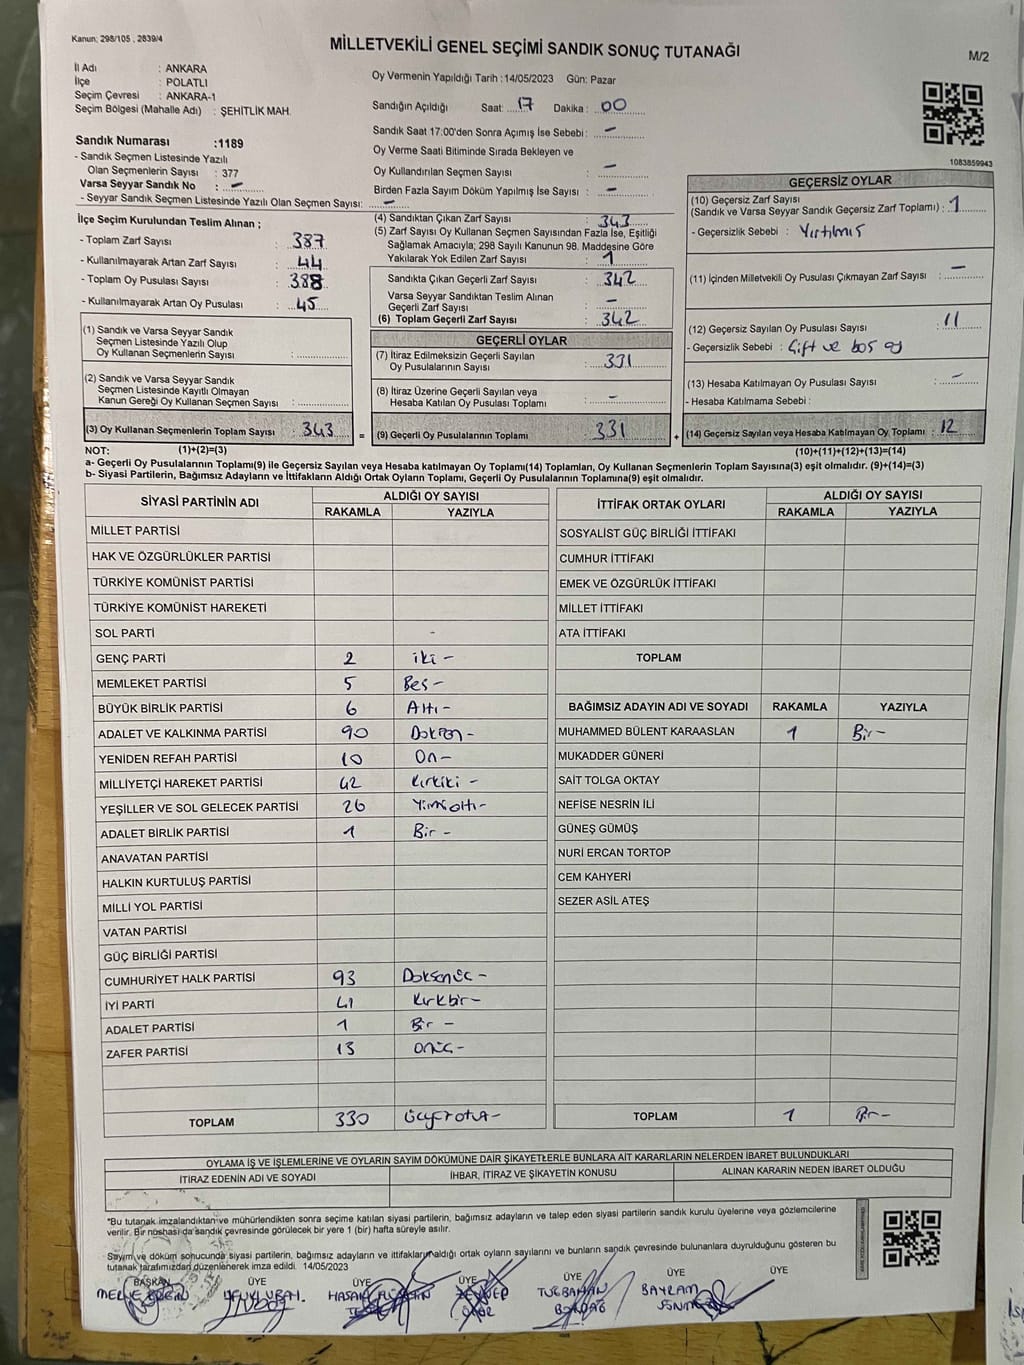 Kanun; 298/105 , 2839/4
MİLLETVEKİLİ GENEL SEÇİMİ SANDIK SONUÇ TUTANAĞI
M/2
İl Adı : ANKARA
İlçe : POLATLI
Seçim Çevresi : ANKARA-1
Seçim Bölgesi (Mahalle Adı) : ŞEHİTLİK MAH.
Oy Vermenin Yapıldığı Tarih : 14/05/2023 Gün: Pazar
Sandığın Açıldığı Saat: 17 Dakika : 00
Sandık Saat 17:00'den Sonra Açımış İse Sebebi : –
Oy Verme Saati Bitiminde Sırada Bekleyen ve
Oy Kullandırılan Seçmen Sayısı : –
Birden Fazla Sayım Döküm Yapılmış İse Sayısı : –
1083859943
Sandık Numarası :1189
- Sandık Seçmen Listesinde Yazılı
Olan Seçmenlerin Sayısı : 377
Varsa Seyyar Sandık No : –
- Seyyar Sandık Seçmen Listesinde Yazılı Olan Seçmen Sayısı: –
İlçe Seçim Kurulundan Teslim Alınan ;
- Toplam Zarf Sayısı : 387
- Kullanılmayarak Artan Zarf Sayısı : 44
- Toplam Oy Pusulası Sayısı : 388
- Kullanılmayarak Artan Oy Pusulası : 45
(1) Sandık ve Varsa Seyyar Sandık
Seçmen Listesinde Yazılı Olup
Oy Kullanan Seçmenlerin Sayısı :
(2) Sandık ve Varsa Seyyar Sandık
Seçmen Listesinde Kayıtlı Olmayan
Kanun Gereği Oy Kullanan Seçmen Sayısı :
(3) Oy Kullanan Seçmenlerin Toplam Sayısı : 343
(1)+(2)=(3)
(4) Sandıktan Çıkan Zarf Sayısı : 343
(5) Zarf Sayısı Oy Kullanan Seçmen Sayısından Fazla İse, Eşitliği
Sağlamak Amacıyla; 298 Sayılı Kanunun 98. Maddesine Göre
Yakılarak Yok Edilen Zarf Sayısı : 1
Sandıkta Çıkan Geçerli Zarf Sayısı : 342
Varsa Seyyar Sandıktan Teslim Alınan
Geçerli Zarf Sayısı : –
(6) Toplam Geçerli Zarf Sayısı : 342
GEÇERLİ OYLAR
(7) İtiraz Edilmeksizin Geçerli Sayılan
Oy Pusulasının Sayısı : 331
(8) İtiraz Üzerine Geçerli Sayılan veya
Hesaba Katılan Oy Pusulası Toplamı : –
= (9) Geçerli Oy Pusulalarının Toplamı : 331
GEÇERSİZ OYLAR
(10) Geçersiz Zarf Sayısı
(Sandık ve Varsa Seyyar Sandık Geçersiz Zarf Toplamı) : 1
- Geçersizlik Sebebi : Yırtılmış
(11) İçinden Milletvekili Oy Pusulası Çıkmayan Zarf Sayısı : –
(12) Geçersiz Sayılan Oy Pusulası Sayısı : 11
- Geçersizlik Sebebi : Çift ve boş oy
(13) Hesaba Katılmayan Oy Pusulası Sayısı : –
- Hesaba Katılmama Sebebi :
+ (14) Geçersiz Sayılan veya Hesaba Katılmayan Oy Toplamı : 12
(10)+(11)+(12)+(13)=(14)
NOT:
a- Geçerli Oy Pusulalarının Toplamı(9) ile Geçersiz Sayılan veya Hesaba katılmayan Oy Toplamı(14) Toplamları, Oy Kullanan Seçmenlerin Toplam Sayısına(3) eşit olmalıdır. (9)+(14)=(3)
b- Siyasi Partilerin, Bağımsız Adayların ve İttifakların Aldığı Ortak Oyların Toplamı, Geçerli Oy Pusulalarının Toplamına(9) eşit olmalıdır.
SİYASİ PARTİNİN ADI ALDIĞI OY SAYISI
RAKAMLA YAZIYLA
MİLLET PARTİSİ
HAK VE ÖZGÜRLÜKLER PARTİSİ
TÜRKİYE KOMÜNİST PARTİSİ
TÜRKİYE KOMÜNİST HAREKETİ
SOL PARTİ -
GENÇ PARTİ 2 iki –
MEMLEKET PARTİSİ 5 Beş –
BÜYÜK BİRLİK PARTİSİ 6 Altı –
ADALET VE KALKINMA PARTİSİ 90 Doksan –
YENİDEN REFAH PARTİSİ 10 On –
MİLLİYETÇİ HAREKET PARTİSİ 42 Kırkiki –
YEŞİLLER VE SOL GELECEK PARTİSİ 26 Yirmialtı –
ADALET BİRLİK PARTİSİ 1 Bir –
ANAVATAN PARTİSİ
HALKIN KURTULUŞ PARTİSİ
MİLLİ YOL PARTİSİ
VATAN PARTİSİ
GÜÇ BİRLİĞİ PARTİSİ
CUMHURİYET HALK PARTİSİ 93 Doksanüç –
İYİ PARTİ 41 Kırkbir –
ADALET PARTİSİ 1 Bir –
ZAFER PARTİSİ 13 onüç –
TOPLAM 330 üçyüzotuz –
İTTİFAK ORTAK OYLARI ALDIĞI OY SAYISI
RAKAMLA YAZIYLA
SOSYALİST GÜÇ BİRLİĞİ İTTİFAKI
CUMHUR İTTİFAKI
EMEK VE ÖZGÜRLÜK İTTİFAKI
MİLLET İTTİFAKI
ATA İTTİFAKI
TOPLAM
BAĞIMSIZ ADAYIN ADI VE SOYADI RAKAMLA YAZIYLA
MUHAMMED BÜLENT KARAASLAN 1 Bir –
MUKADDER GÜNERİ
SAİT TOLGA OKTAY
NEFİSE NESRİN İLİ
GÜNEŞ GÜMÜŞ
NURİ ERCAN TORTOP
CEM KAHYERİ
SEZER ASİL ATEŞ
TOPLAM 1 Bir –
OYLAMA İŞ VE İŞLEMLERİNE VE OYLARIN SAYIM DÖKÜMÜNE DAİR ŞİKAYETLERLE BUNLARA AİT KARARLARIN NELERDEN İBARET BULUNDUKLARI
İTİRAZ EDENİN ADI VE SOYADI İHBAR, İTİRAZ VE ŞİKAYETİN KONUSU ALINAN KARARIN NEDEN İBARET OLDUĞU
*Bu tutanak imzalandıktan ve mühürlendikten sonra seçime katılan siyasi partilerin, bağımsız adayların ve talep eden siyasi partilerin sandık kurulu üyelerine veya gözlemcilerine
verilir. Bir nüshası da sandık çevresinde görülecek bir yere 1 (bir) hafta süreyle asılır.
Sayım ve döküm sonucunda siyasi partilerin, bağımsız adayların ve ittifakların aldığı ortak oyların sayılarını ve bunların sandık çevresinde bulunanlara duyrulduğunu gösteren bu
tutanak tarafımızdan düzenlenerek imza edildi. 14/05/2023
BAŞKAN ÜYE ÜYE ÜYE ÜYE ÜYE ÜYE
HASAN ZEYNEP TUĞBAHAN BAYRAM
SÖNMEZ